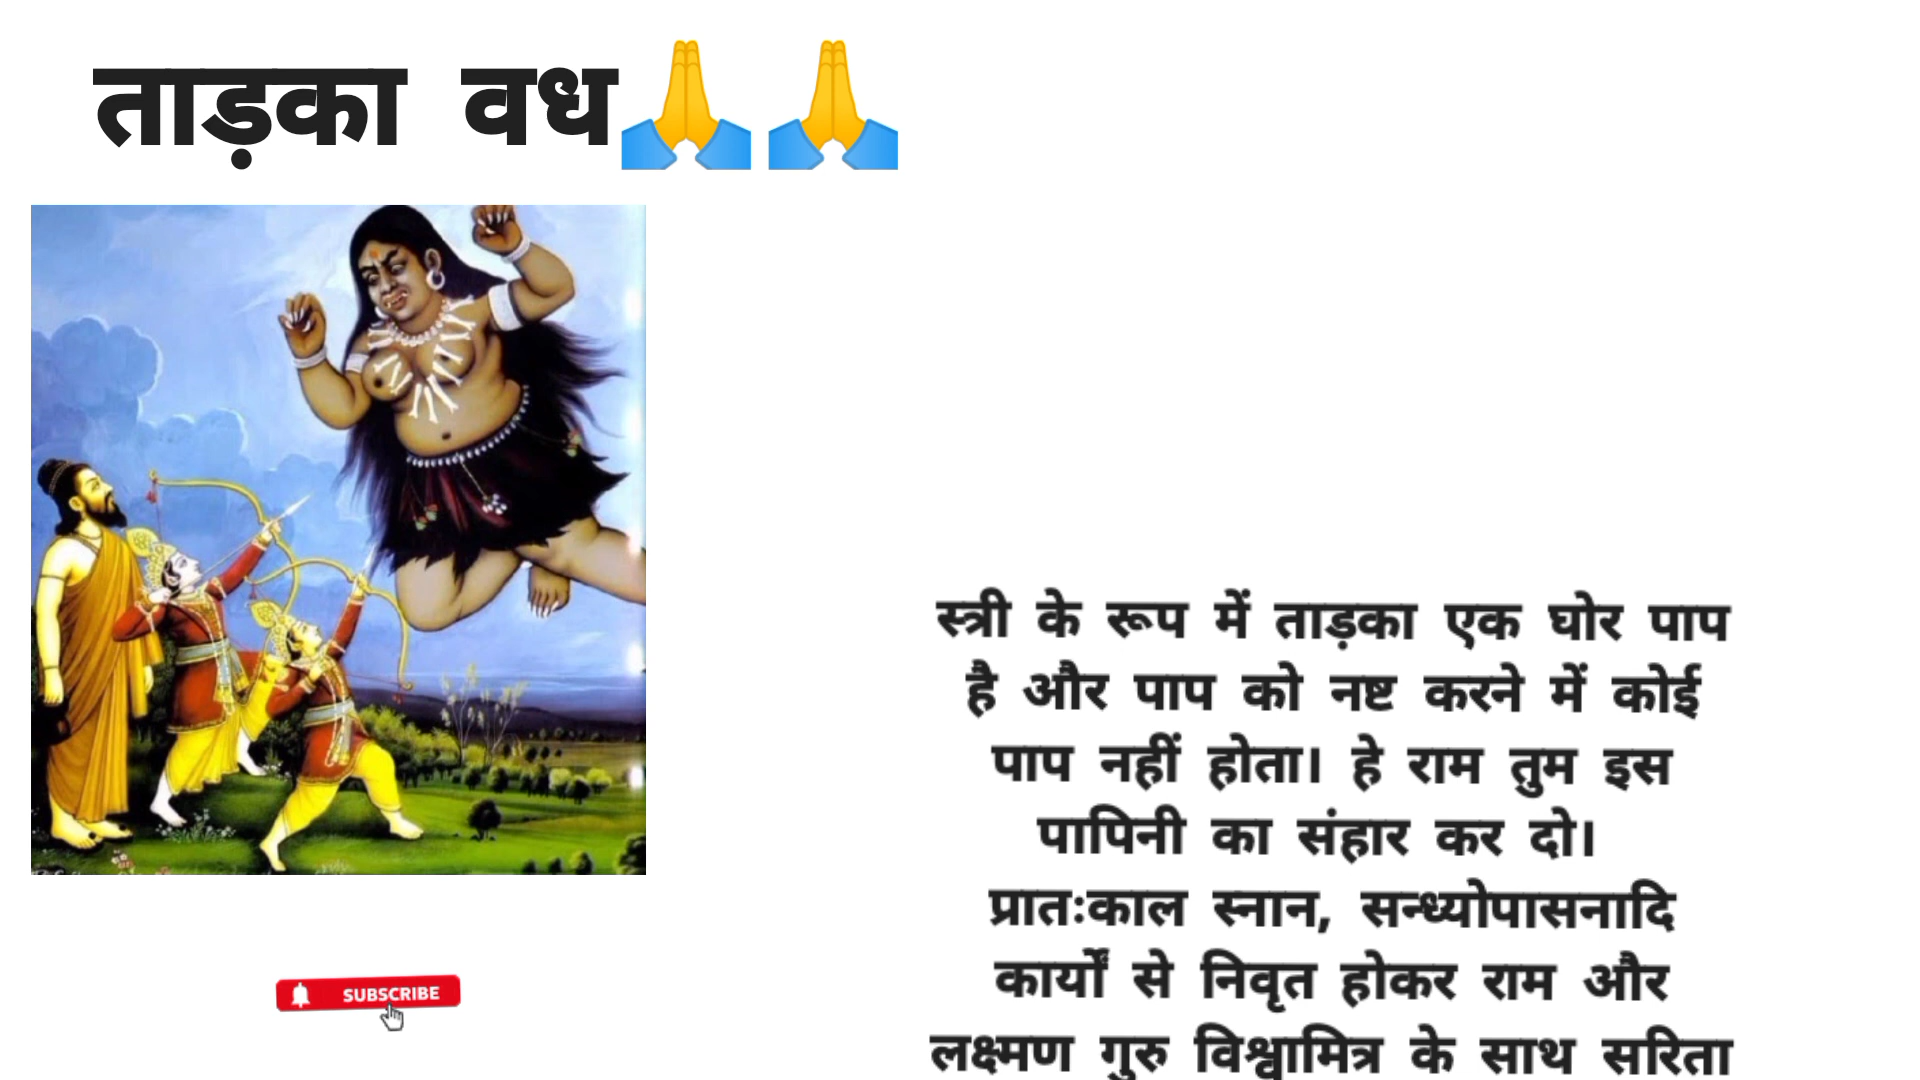 ताड़का वध🙏🙏
स्त्री के रूप में ताड़का एक घोर पाप
है और पाप को नष्ट करने में कोई
पाप नहीं होता। हे राम तुम इस
पापिनी का संहार कर दो।
प्रातःकाल स्नान, सन्ध्योपासनादि
कार्यों से निवृत होकर राम और
लक्ष्मण गुरु विश्वामित्र के साथ सरिता
SUBSCRIBE